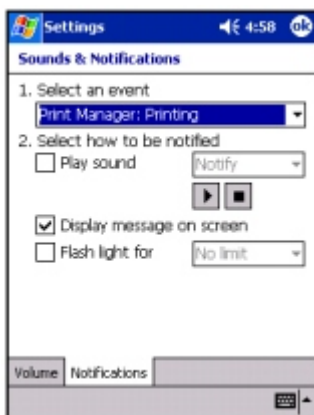 Settings 4:58 ok
Sounds & Notifications
1. Select an event
Print Manager: Printing
2. Select how to be notified
Play sound Notify
Display message on screen
Flash light for No limit
Volume Notifications